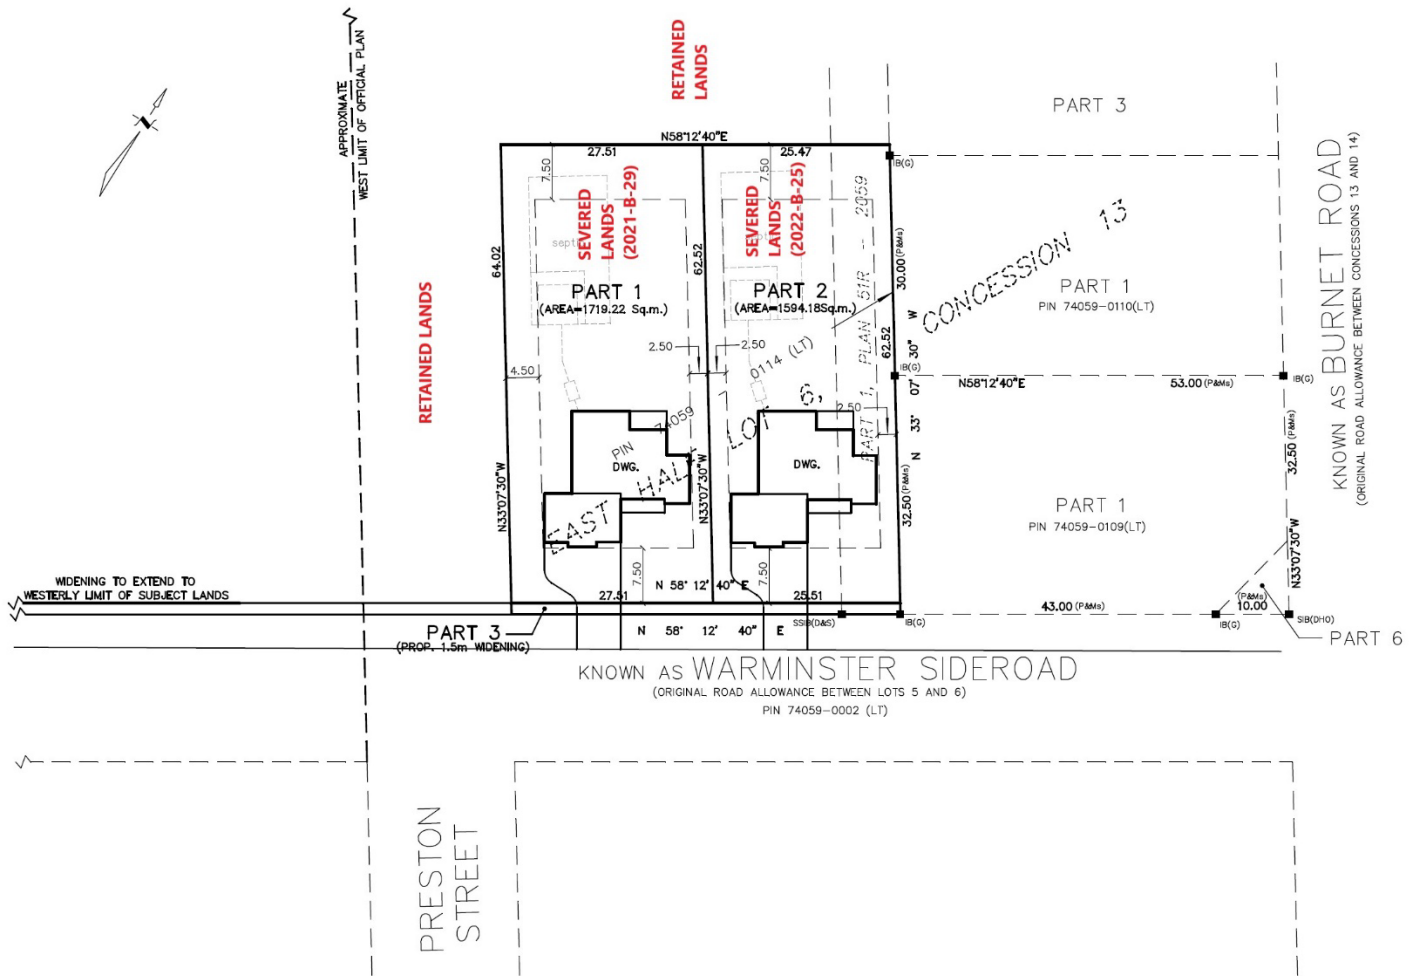 RETAINED
LANDS
APPROXIMATE
WEST LIMIT OF OFFICIAL PLAN
PART 3
N58°12'40"E
27.51
25.47
IB(G)
7.50
7.50
SEVERED
LANDS
(2021-B-29)
SEVERED
LANDS
(2022-B-25)
KNOWN AS BURNET ROAD
(ORIGINAL ROAD ALLOWANCE BETWEEN CONCESSIONS 13 AND 14)
64.02
62.52
30.00 (P&Ms)
CONCESSION 13
PART 1
(AREA=1719.22 Sq.m.)
PART 2
(AREA=1594.18Sq.m.)
PART 1
PIN 74059-0110(LT)
RETAINED LANDS
2.50
2.50
62.52
N 33° 07' 30" W
PART 1, PLAN 51R -- 2059
4.50
IB(G)
N58°12'40"E
53.00 (P&Ms)
IB(G)
2.50
PIN 74059 - 0114 (LT)
EAST HALF LOT 6,
DWG.
DWG.
32.50 (P&Ms)
32.50 (P&Ms)
N33°07'30"W
N33°07'30"W
PART 1
PIN 74059-0109(LT)
N33°07'30"W
WIDENING TO EXTEND TO
WESTERLY LIMIT OF SUBJECT LANDS
7.50
7.50
N 58° 12' 40" E
27.51
25.51
43.00 (P&Ms)
(P&Ms)
10.00
PART 3
(PROP. 1.5m WIDENING)
N 58° 12' 40" E
SSIB(D&S)
IB(G)
IB(G)
SIB(DHO)
PART 6
KNOWN AS WARMINSTER SIDEROAD
(ORIGINAL ROAD ALLOWANCE BETWEEN LOTS 5 AND 6)
PIN 74059-0002 (LT)
PRESTON
STREET